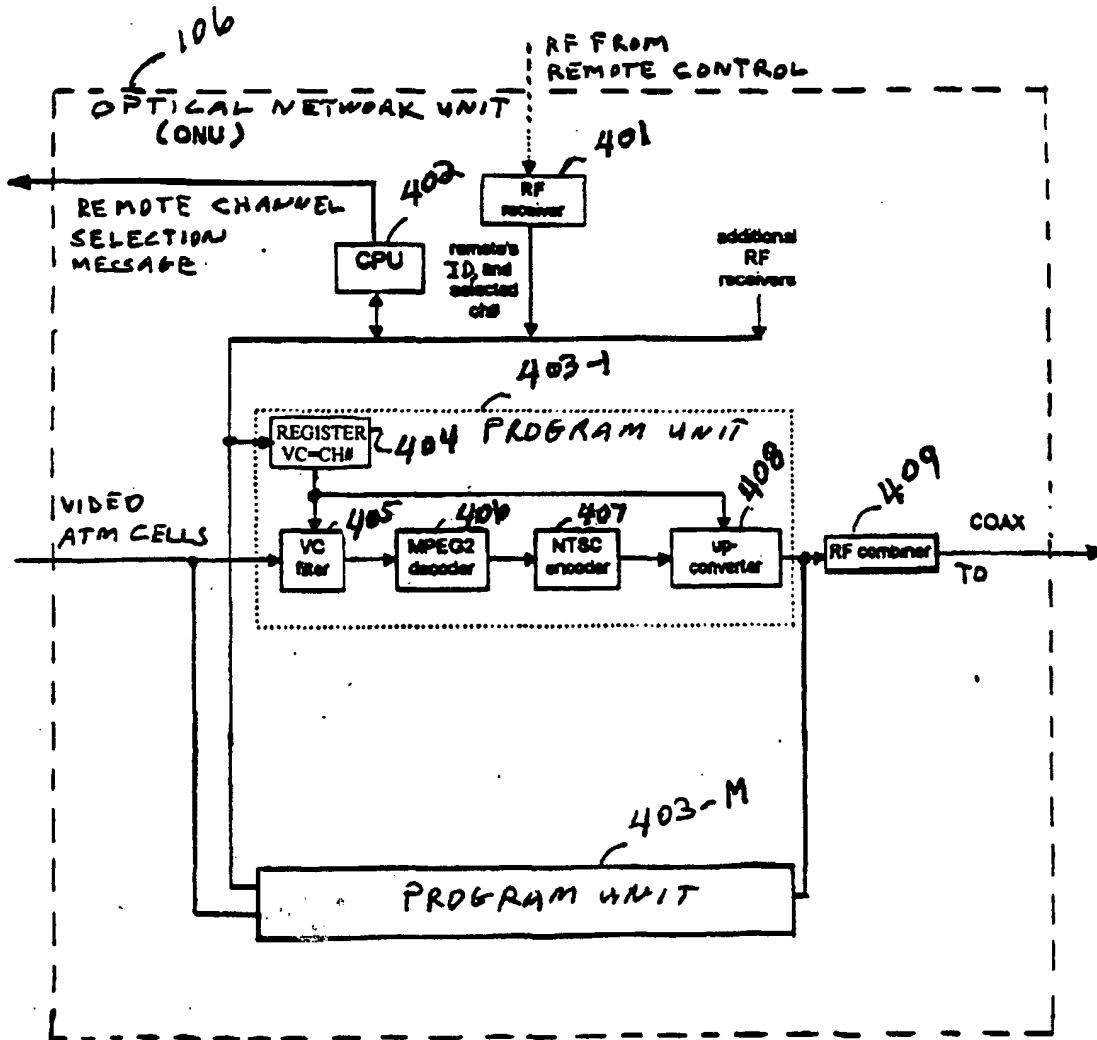 106
RF FROM
REMOTE CONTROL
OPTICAL NETWORK UNIT
(ONU)
401
402
RF
receiver
REMOTE CHANNEL
SELECTION
MESSAGE
CPU
remote's
ID, and
selected
ch#
additional
RF
receivers
403-1
REGISTER
VC=CH#
404
PROGRAM UNIT
408
409
VIDEO
ATM CELLS
405
406
407
VC
filter
MPEG2
decoder
NTSC
encoder
up-
converter
RF combiner
COAX
TO
403-M
PROGRAM UNIT